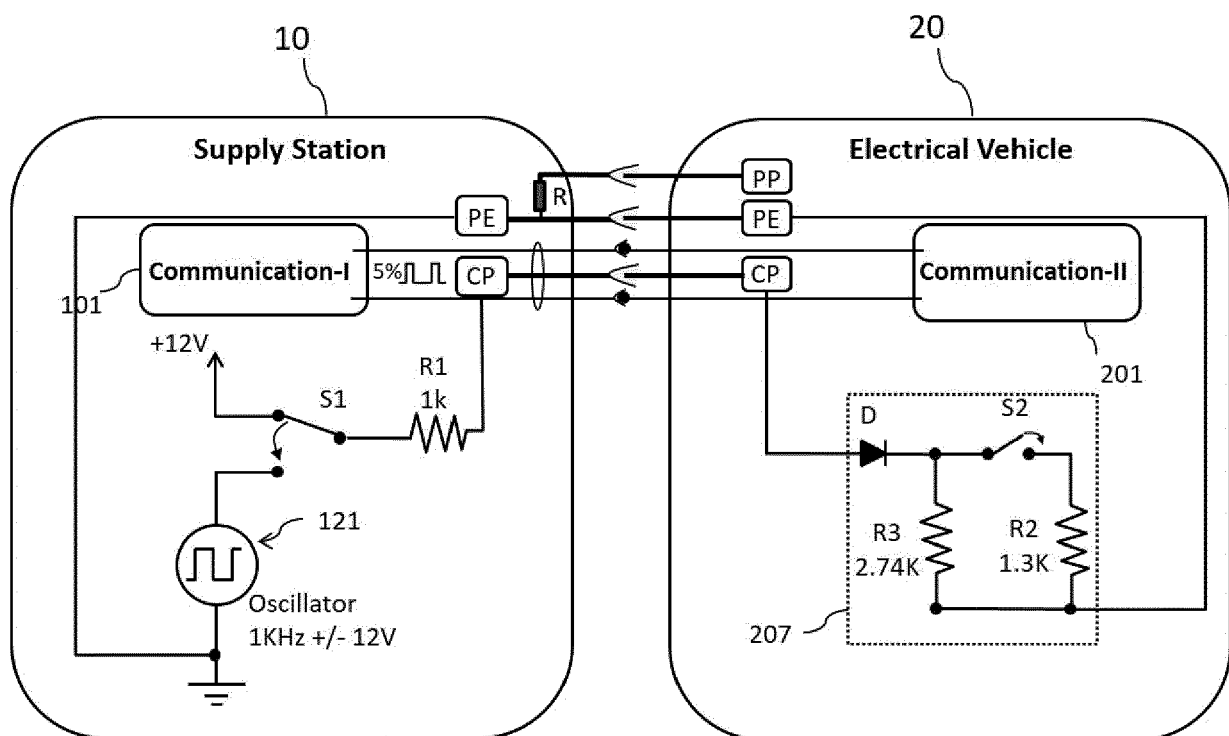 10
20
Supply Station
Electrical Vehicle
PP
R
PE
PE
Communication-I
5%
CP
CP
Communication-II
101
201
+12V
S1
R1
1k
D
S2
121
R3
2.74K
R2
1.3K
Oscillator
1KHz +/- 12V
207